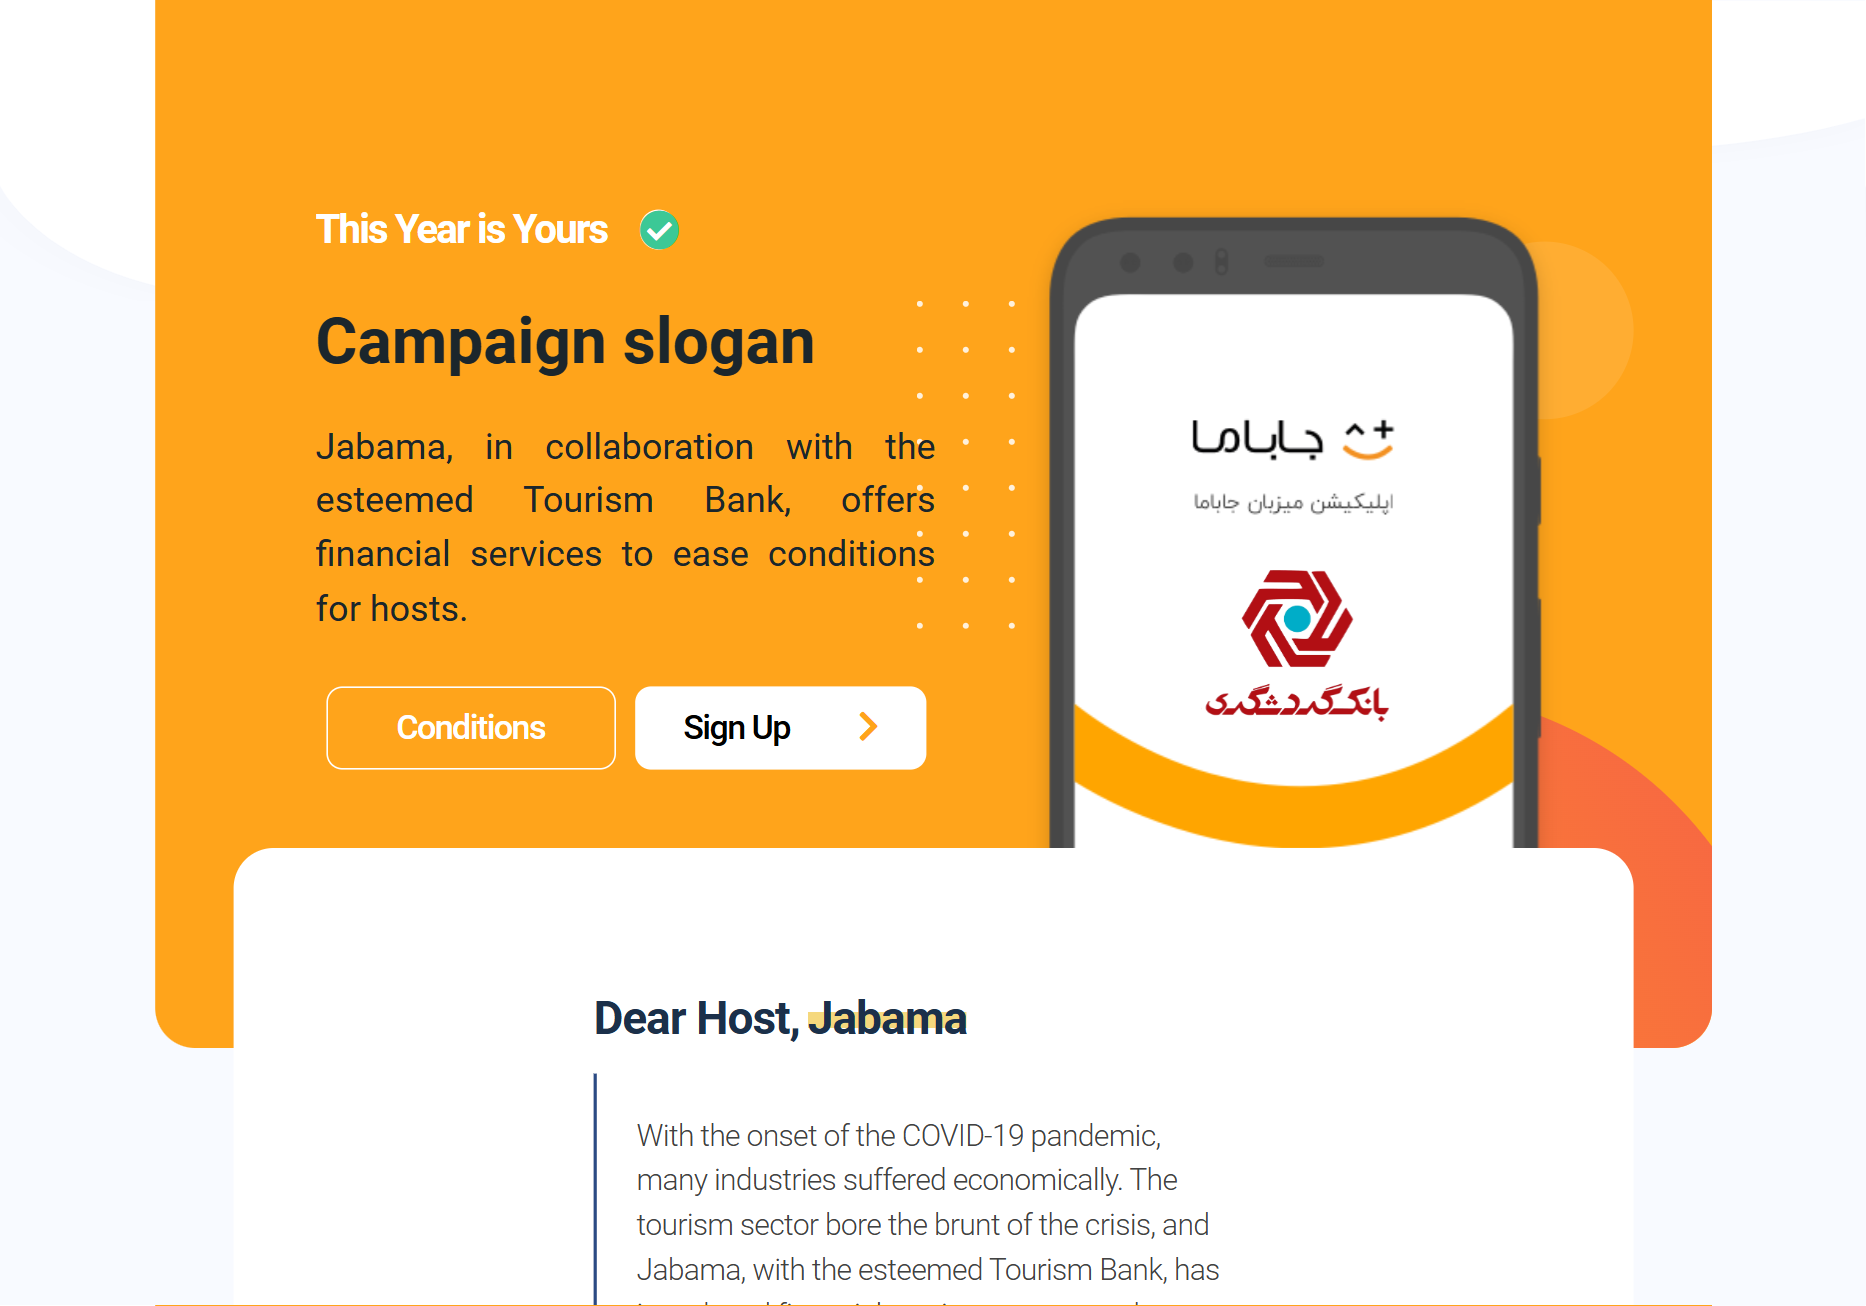 This Year is Yours
Campaign slogan
Jabama, in collaboration with the
esteemed Tourism Bank, offers
financial services to ease conditions
for hosts.
Conditions
Sign Up
جاباما
اپلیکیشن میزبان جاباما
بانک گردشگری
Dear Host, Jabama
With the onset of the COVID-19 pandemic,
many industries suffered economically. The
tourism sector bore the brunt of the crisis, and
Jabama, with the esteemed Tourism Bank, has